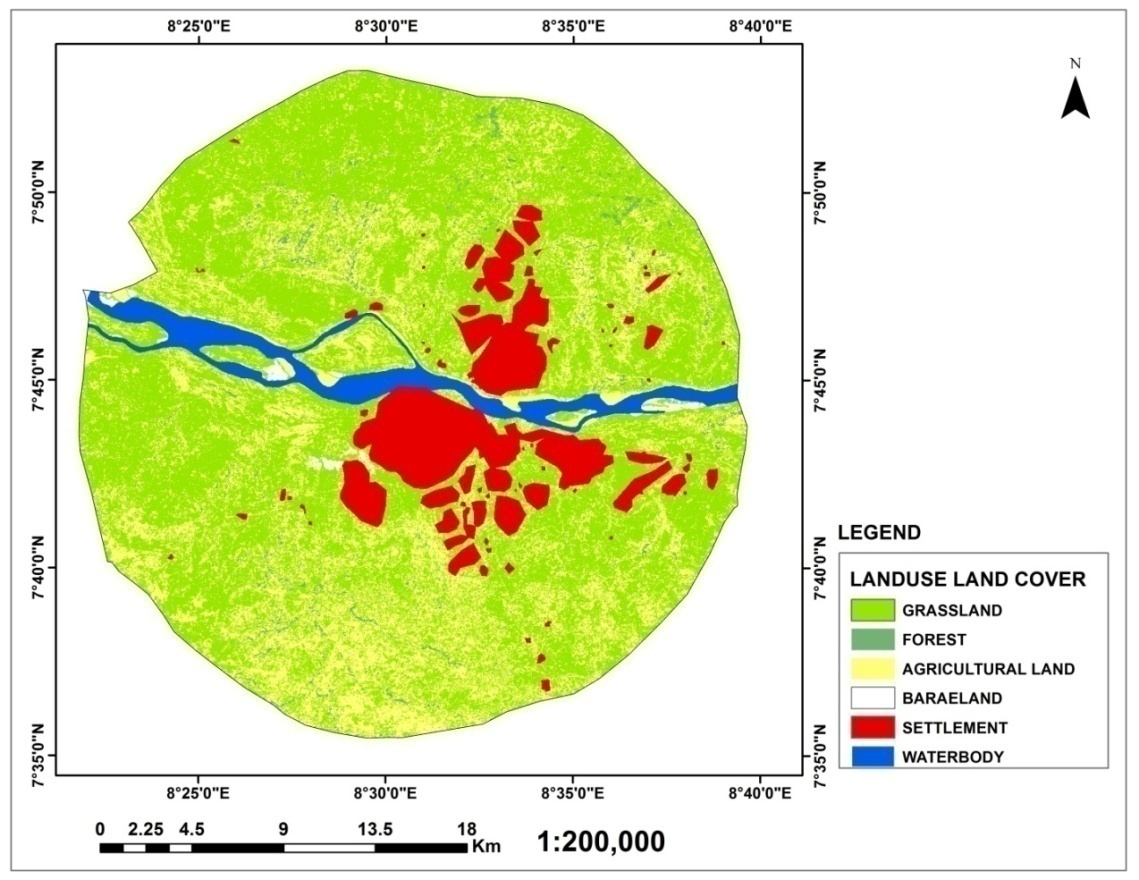 8°25'0"E 8°30'0"E 8°35'0"E 8°40'0"E
N
7°50'0"N 7°50'0"N
7°45'0"N 7°45'0"N
7°40'0"N 7°40'0"N
7°35'0"N 7°35'0"N
LEGEND
LANDUSE LAND COVER
GRASSLAND
FOREST
AGRICULTURAL LAND
BARAELAND
SETTLEMENT
WATERBODY
8°25'0"E 8°30'0"E 8°35'0"E 8°40'0"E
0 2.25 4.5 9 13.5 18
Km
1:200,000